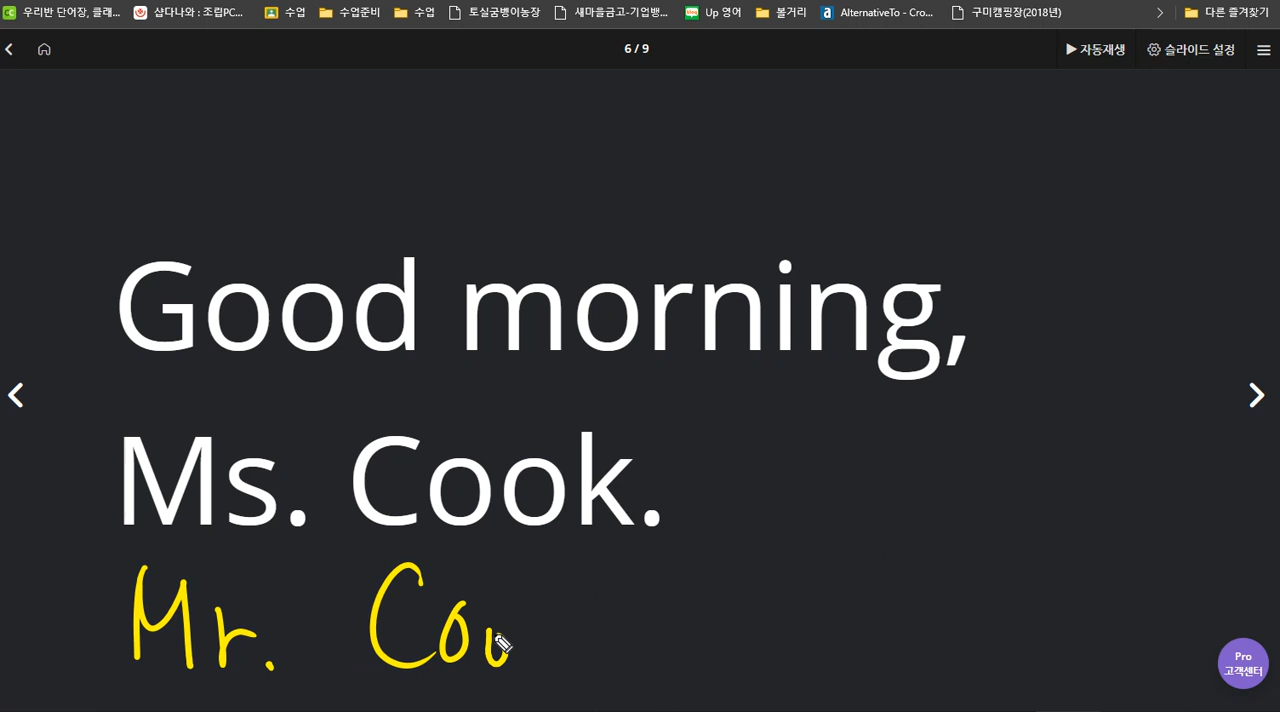 우리반 단어장, 클래... 샵다나와 : 조립PC... 수업 수업준비 수업 토실굼벵이농장 새마을금고-기업뱅... Up 영어 볼거리 AlternativeTo - Cro... 구미캠핑장(2018년) 다른 즐겨찾기
6 / 9 자동재생 슬라이드 설정
Good morning,
Ms. Cook.
Mr. Co
Pro
고객센터